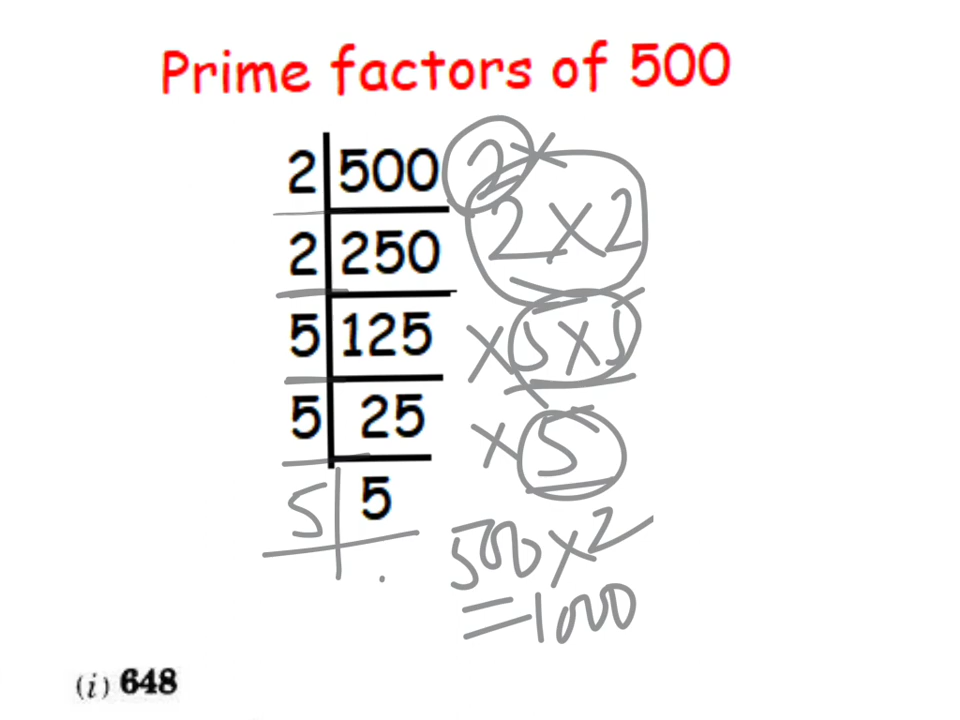 Prime factors of 500
2 500 2 ×
2 250 2 × 2
5 125 × 5 × 5
5 25 × 5
5 5
500 × 2
= 1000
(i) 648